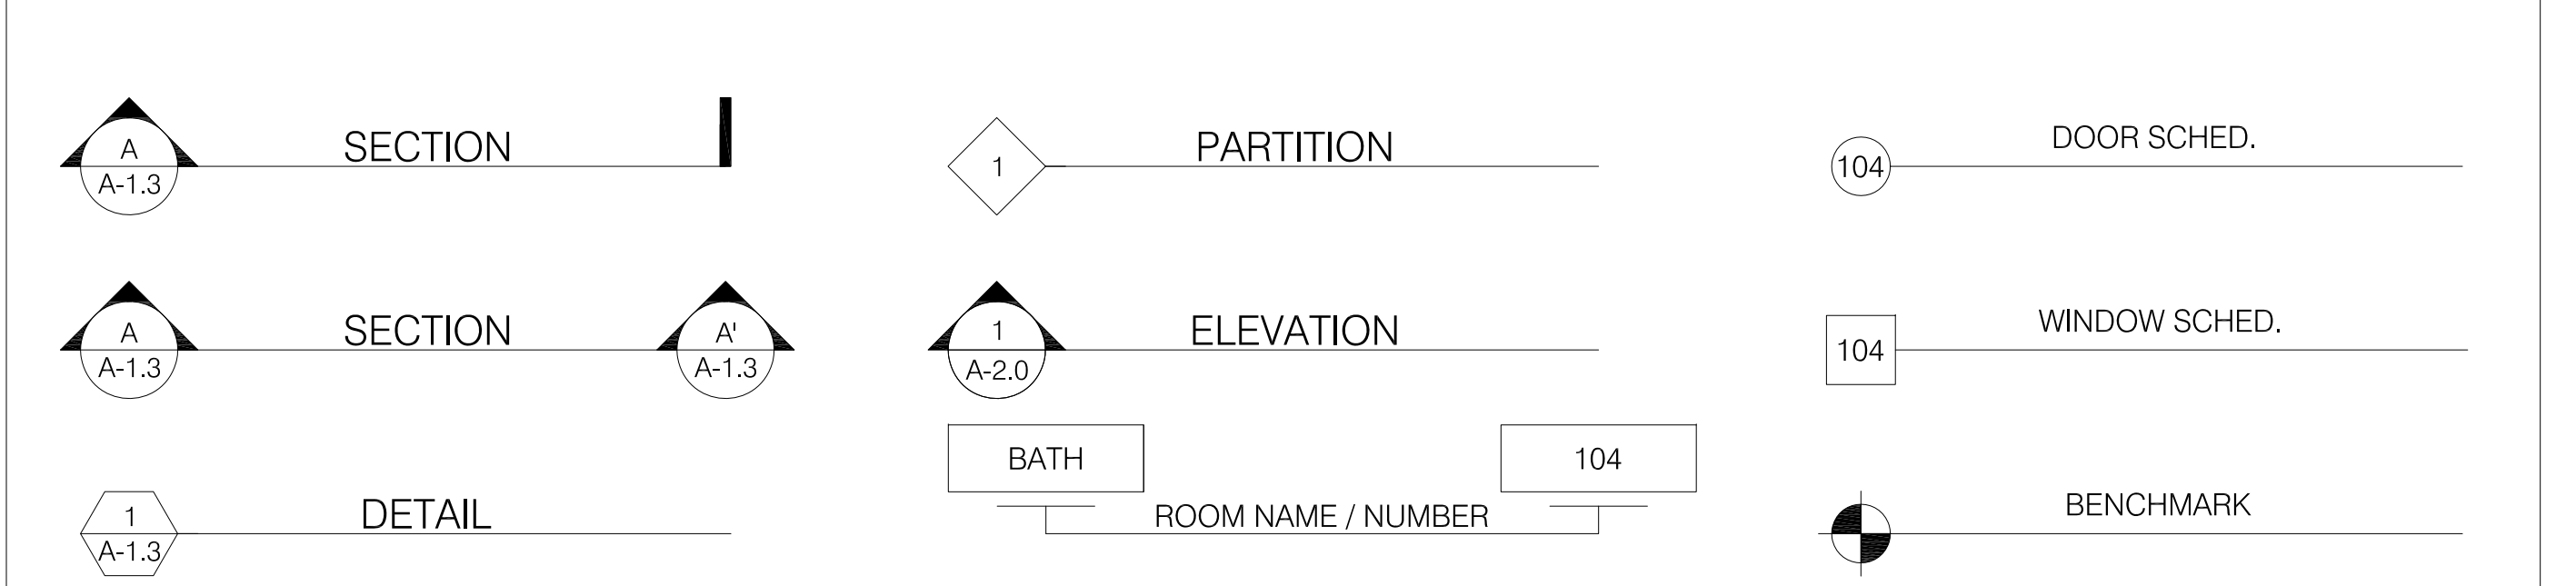 A
A-1.3
SECTION
1
PARTITION
104
DOOR SCHED.
A
A-1.3
SECTION
A'
A-1.3
1
A-2.0
ELEVATION
104
WINDOW SCHED.
BATH
104
ROOM NAME / NUMBER
1
A-1.3
DETAIL
BENCHMARK